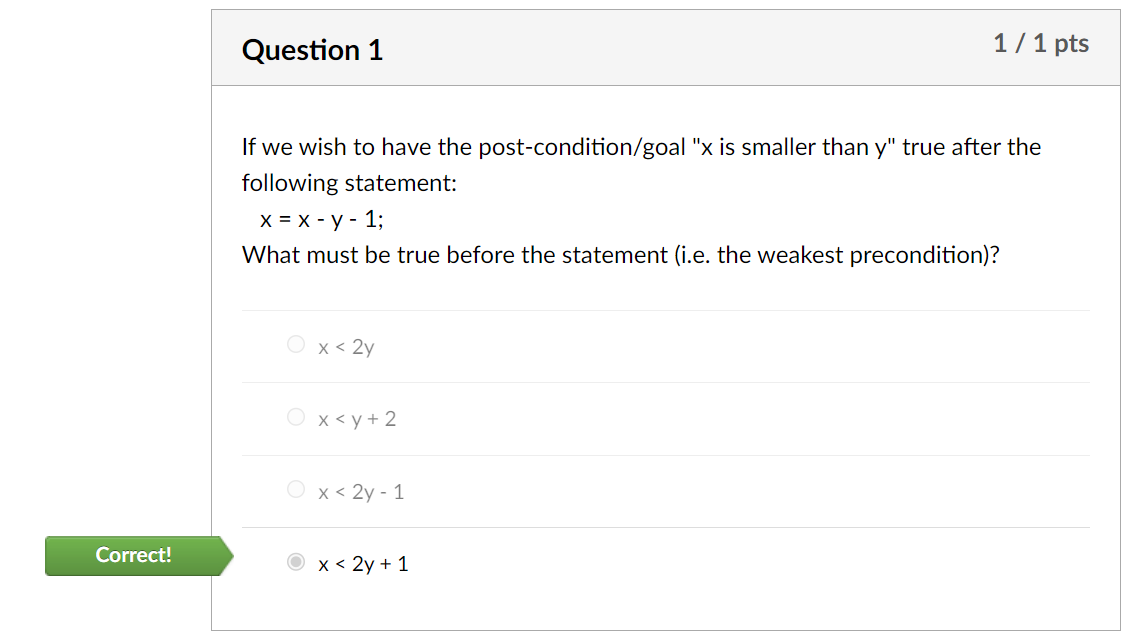 Question 1
1 / 1 pts
If we wish to have the post-condition/goal "x is smaller than y" true after the
following statement:
x = x - y - 1;
What must be true before the statement (i.e. the weakest precondition)?
x < 2y
x < y + 2
x < 2y - 1
Correct!
x < 2y + 1